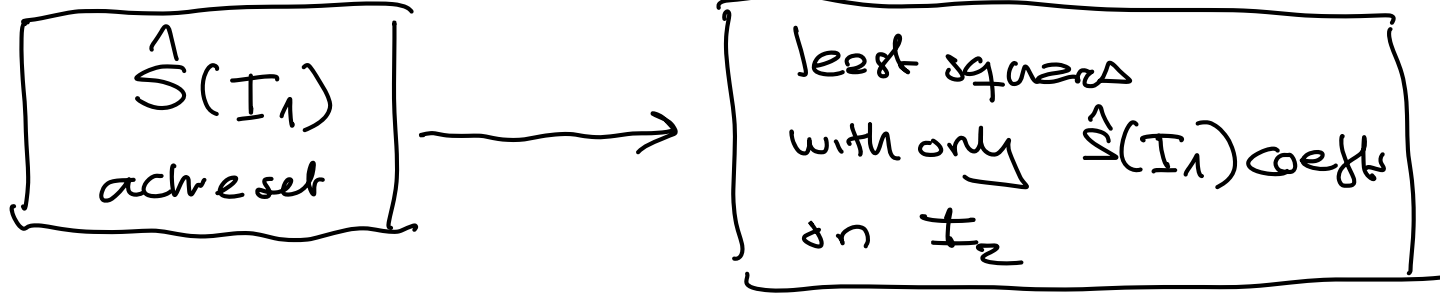 Ŝ(I₁)
active set
least squares
with only Ŝ(I₁) coeffs
on I₂